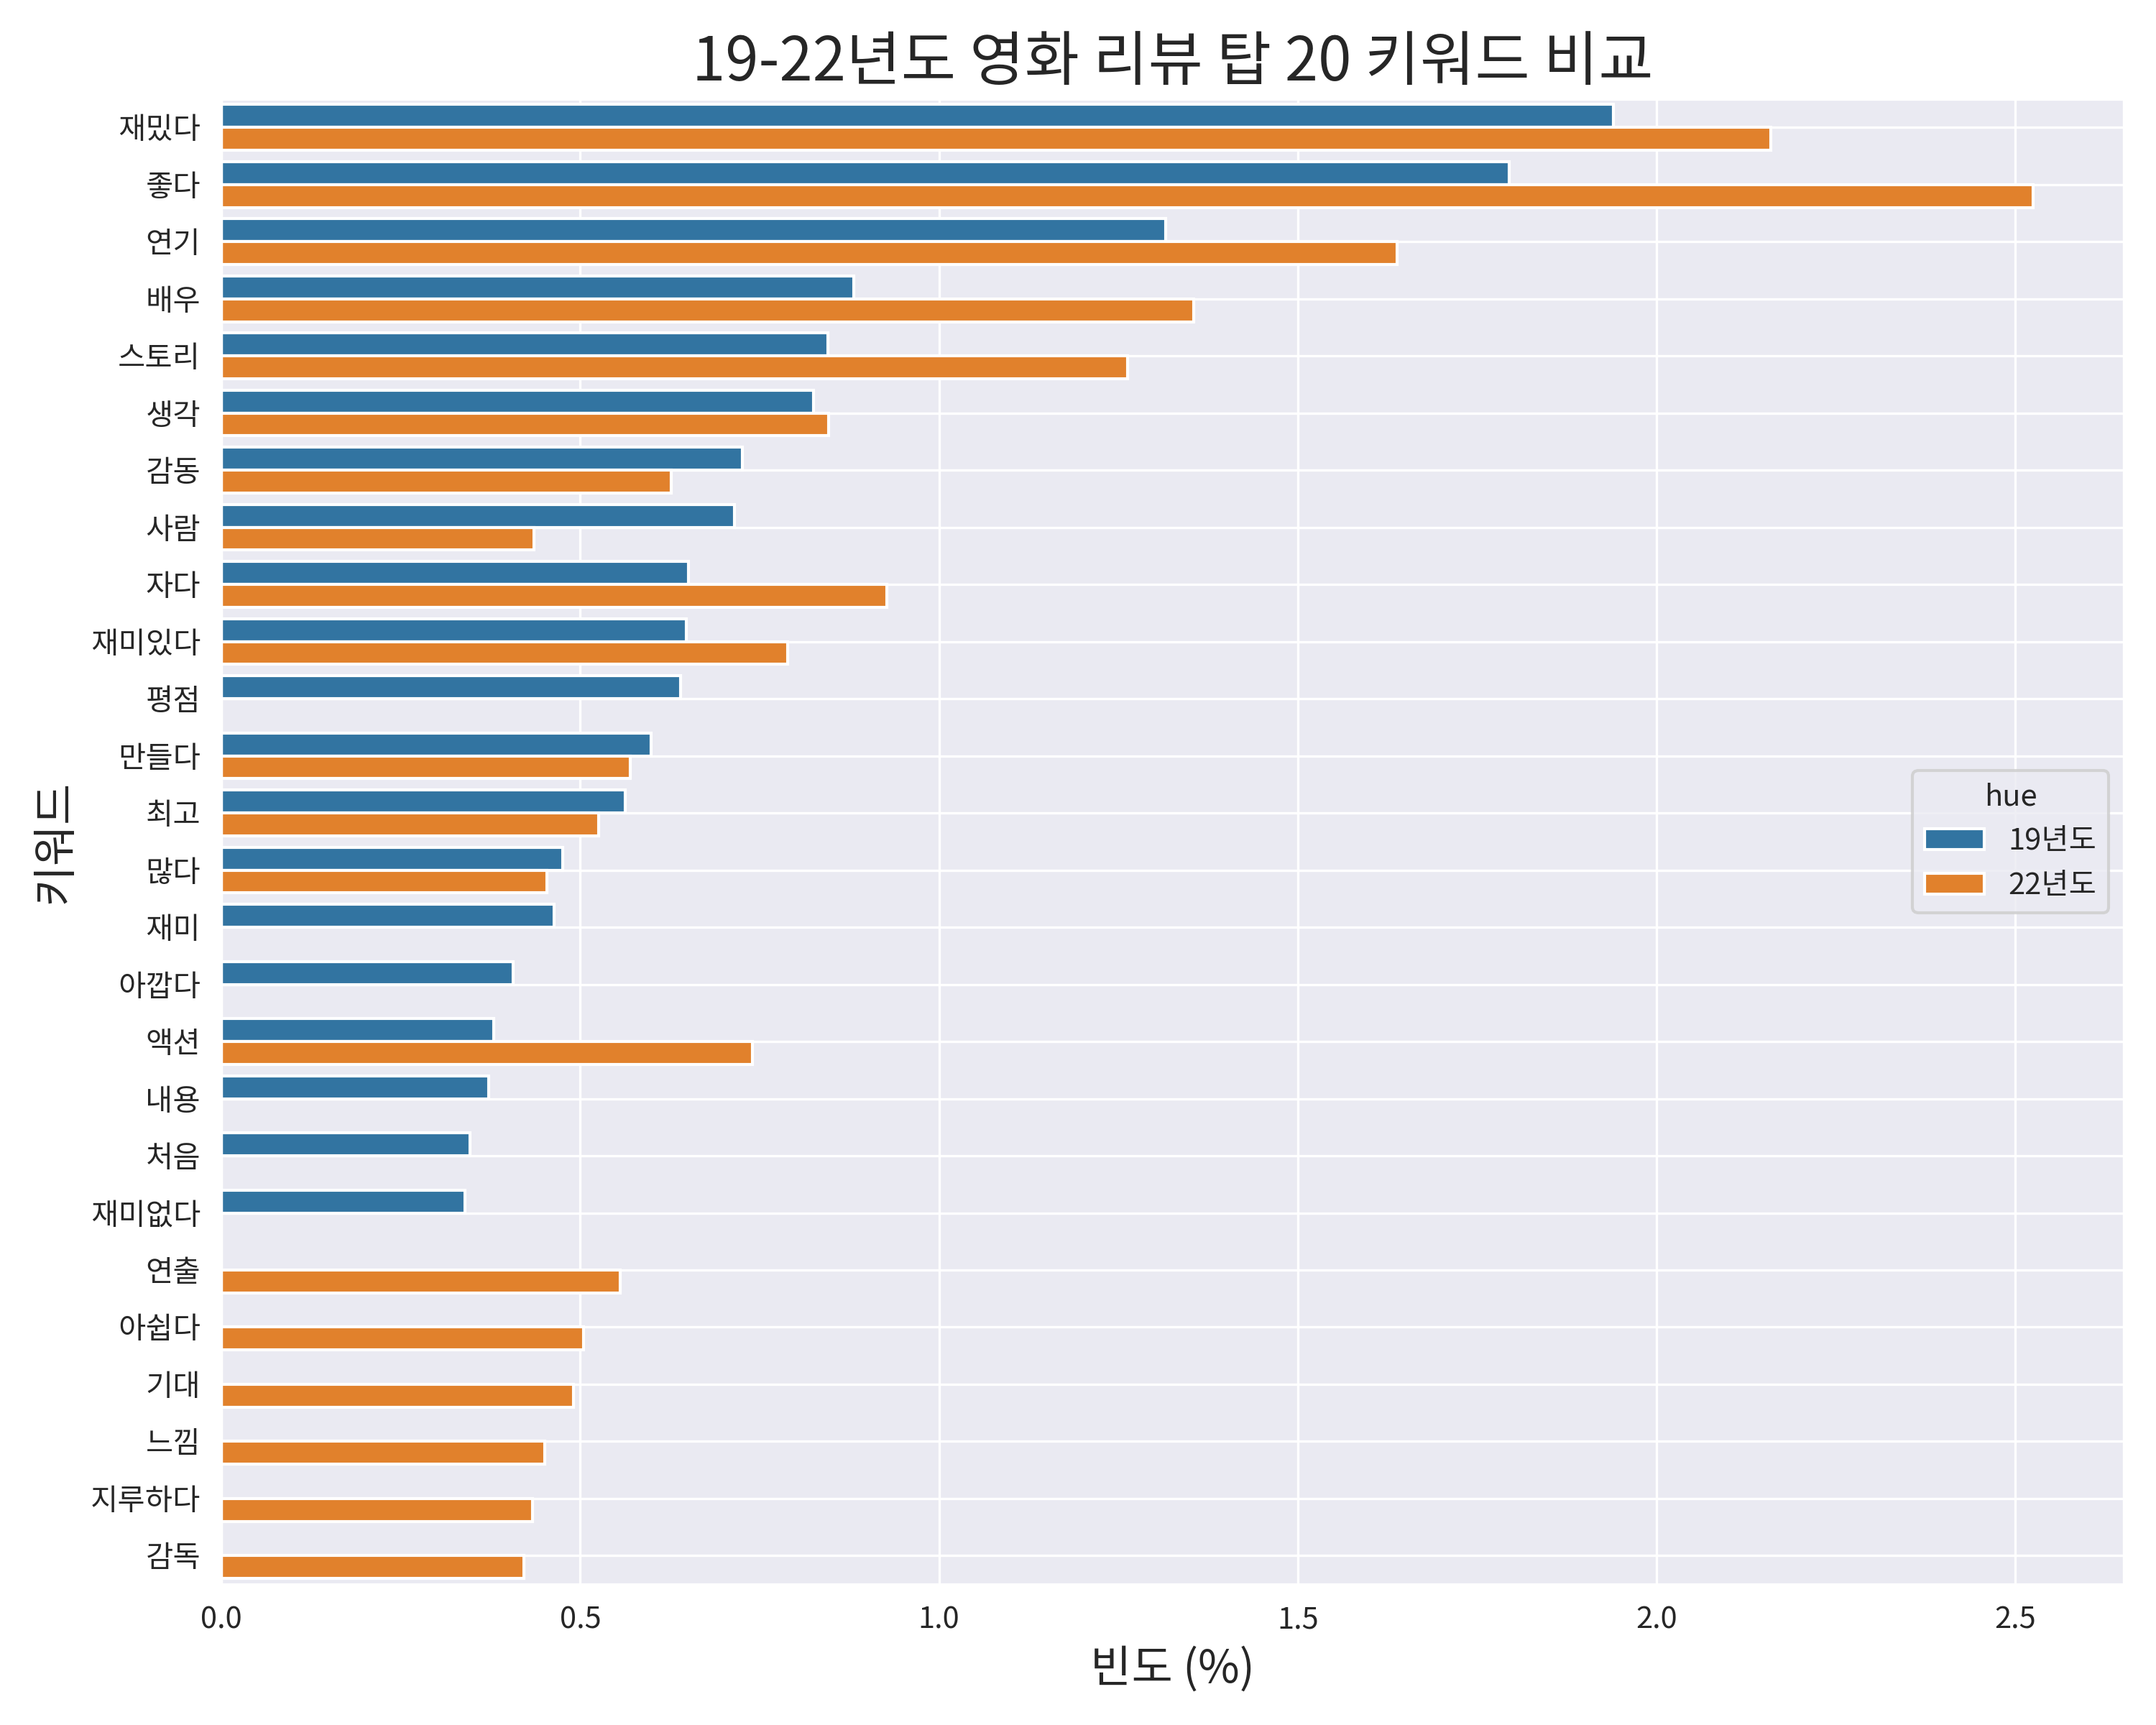 19-22년도 영화 리뷰 탑 20 키워드 비교
재밌다
좋다
연기
배우
스토리
생각
감동
사람
자다
재미있다
평점
만들다
최고
많다
재미
아깝다
액션
내용
처음
재미없다
연출
아쉽다
기대
느낌
지루하다
감독
키워드
hue
19년도
22년도
0.0 0.5 1.0 1.5 2.0 2.5
빈도 (%)